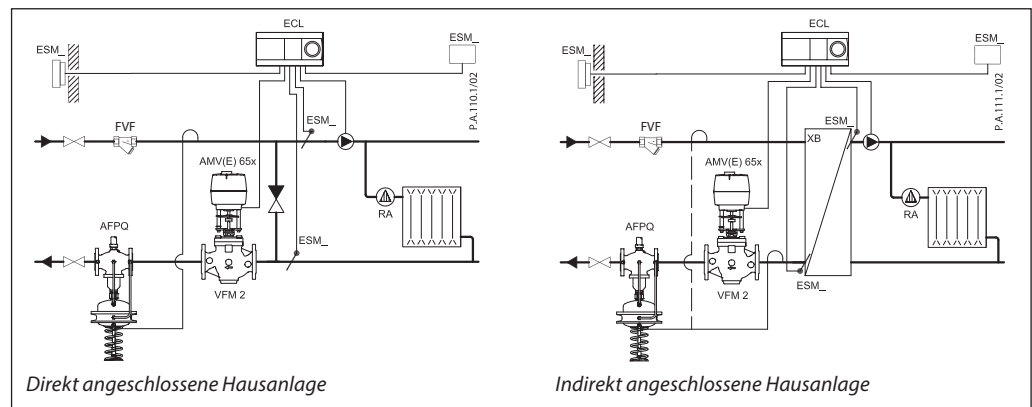 ECL
ESM_
ESM_
P.A.110.1/02
FVF
ESM_
AMV(E) 65x
RA
AFPQ
ESM_
VFM 2
Direkt angeschlossene Hausanlage
ECL
ESM_
ESM_
P.A.111.1/02
FVF
ESM_
XB
AMV(E) 65x
RA
AFPQ
ESM_
VFM 2
Indirekt angeschlossene Hausanlage